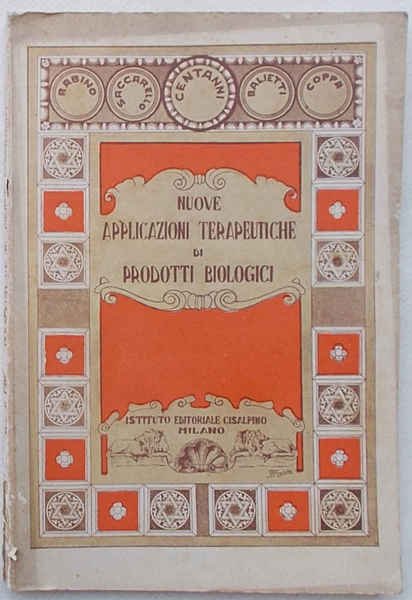 RABINO
SACCARELLO
CENTANNI
BALIETTI
COPPA
NUOVE
APPLICAZIONI TERAPEUTICHE
DI
PRODOTTI BIOLOGICI
ISTITUTO EDITORIALE CISALPINO
MILANO